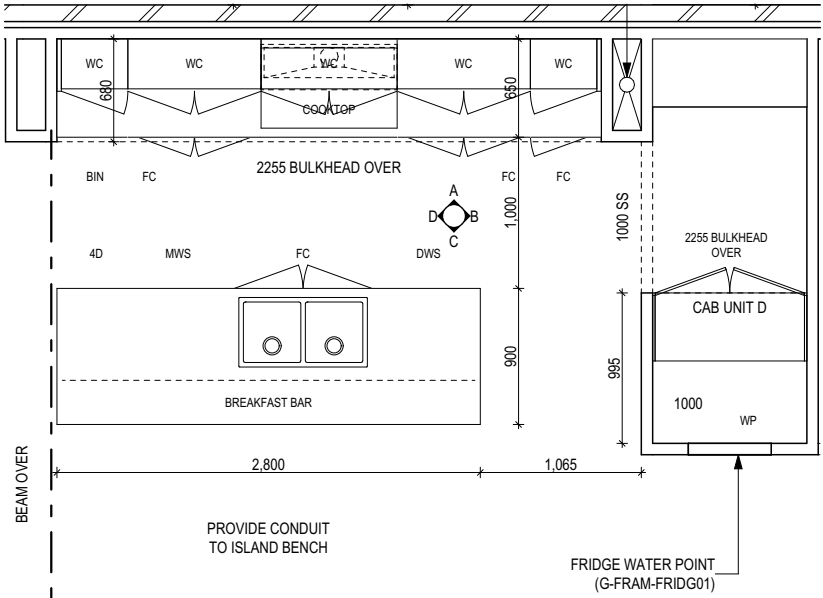 WC
WC
WC
WC
WC
680
650
COOKTOP
2255 BULKHEAD OVER
BIN
FC
FC
FC
A
D
B
C
1,000
1000 SS
2255 BULKHEAD
OVER
4D
MWS
FC
DWS
CAB UNIT D
900
995
BREAKFAST BAR
1000
WP
2,800
1,065
BEAM OVER
PROVIDE CONDUIT
TO ISLAND BENCH
FRIDGE WATER POINT
(G-FRAM-FRIDG01)